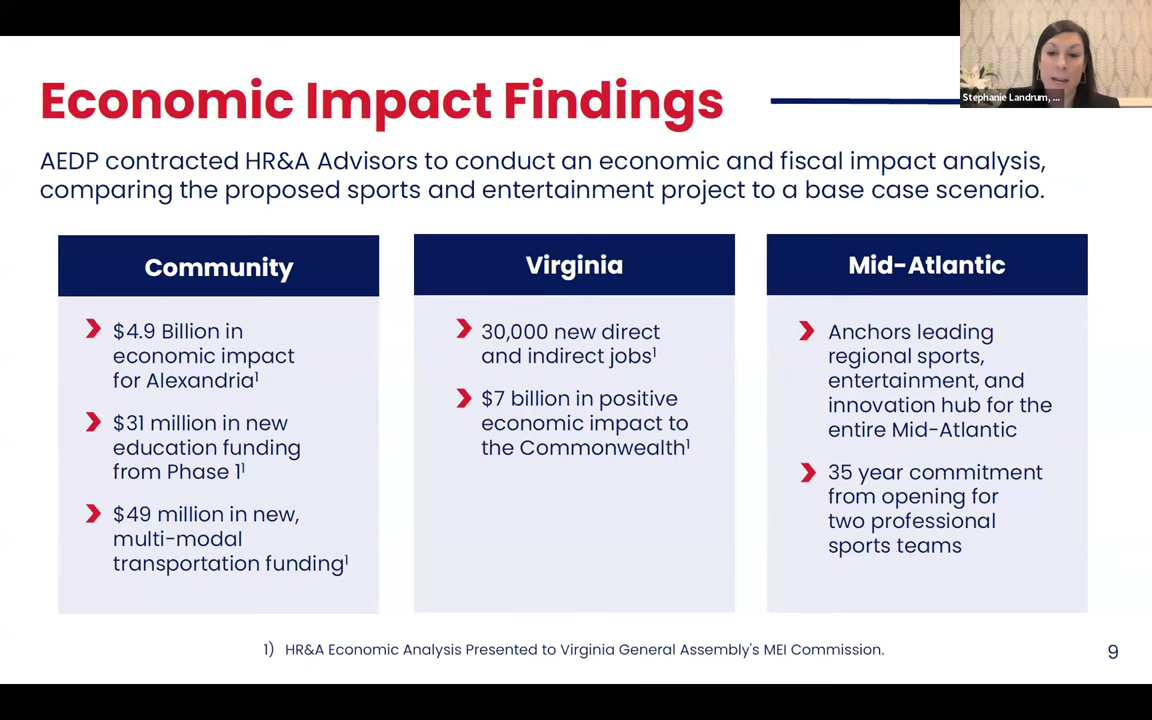 Economic Impact Findings
Stephanie Landrum, ...
AEDP contracted HR&A Advisors to conduct an economic and fiscal impact analysis,
comparing the proposed sports and entertainment project to a base case scenario.
Community
$4.9 Billion in
economic impact
for Alexandria¹
$31 million in new
education funding
from Phase 1¹
$49 million in new,
multi-modal
transportation funding¹
Virginia
30,000 new direct
and indirect jobs¹
$7 billion in positive
economic impact to
the Commonwealth¹
Mid-Atlantic
Anchors leading
regional sports,
entertainment, and
innovation hub for the
entire Mid-Atlantic
35 year commitment
from opening for
two professional
sports teams
1) HR&A Economic Analysis Presented to Virginia General Assembly's MEI Commission.
9